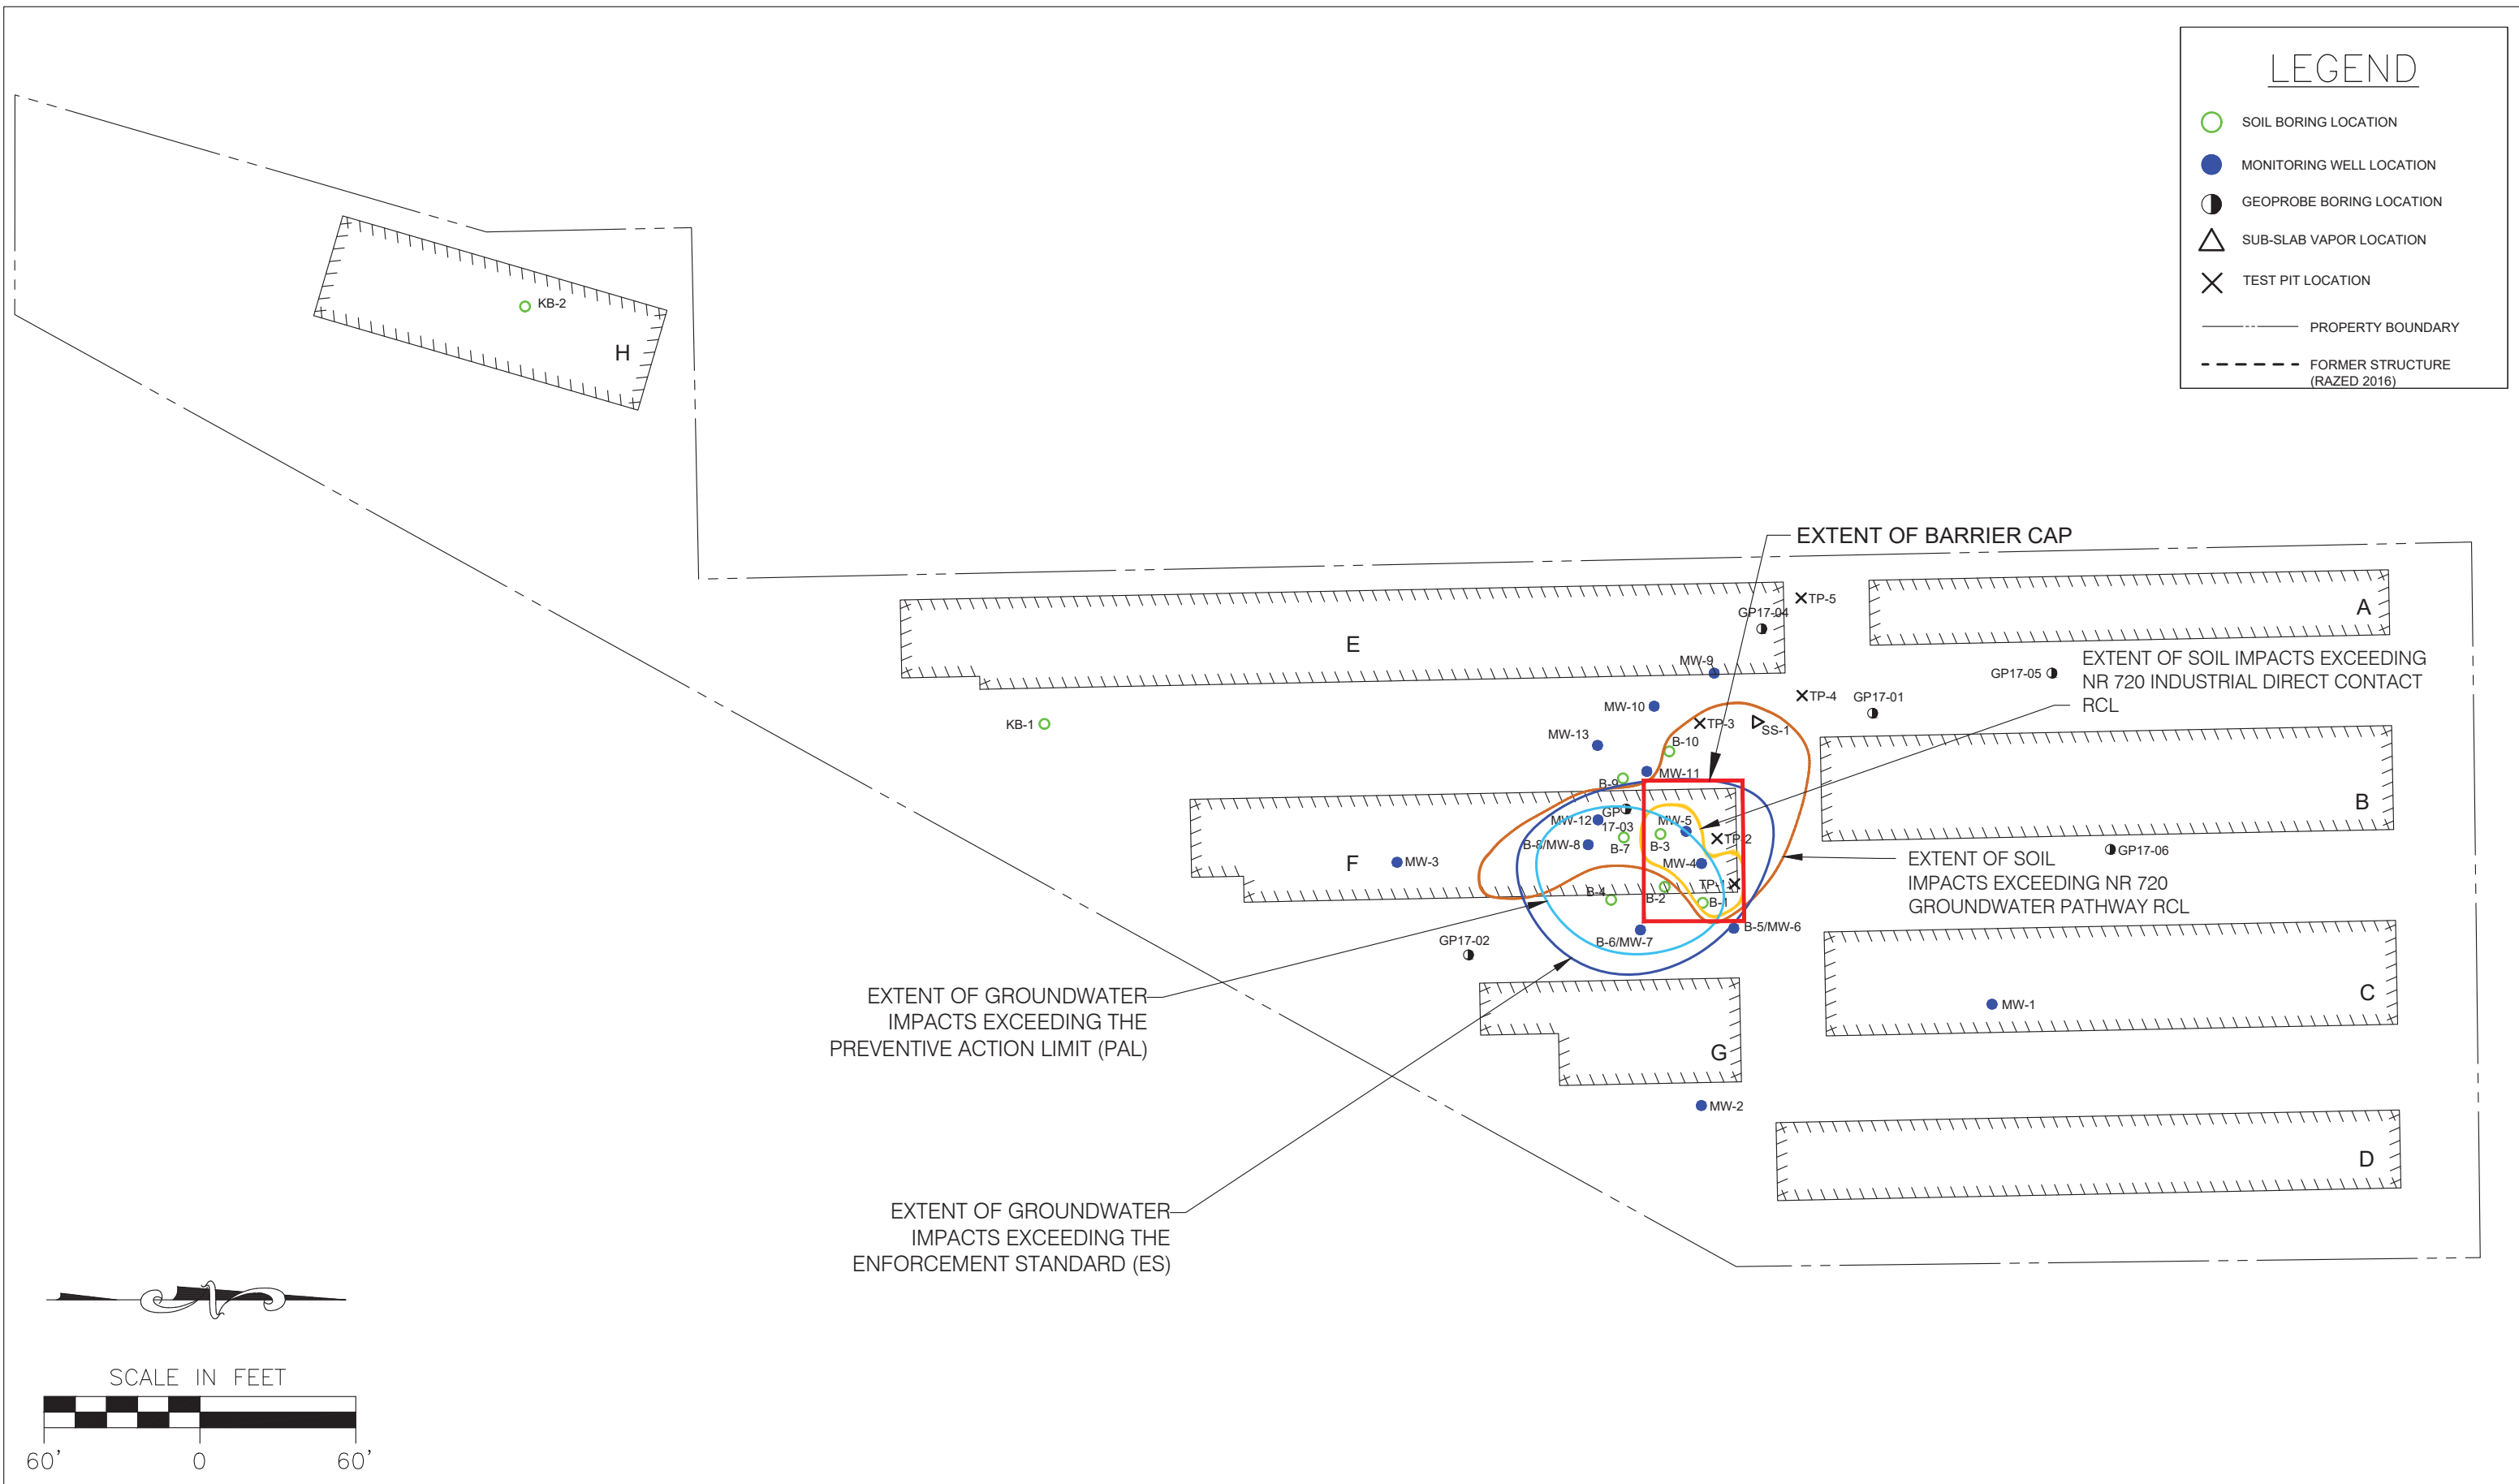 LEGEND
SOIL BORING LOCATION
MONITORING WELL LOCATION
GEOPROBE BORING LOCATION
SUB-SLAB VAPOR LOCATION
TEST PIT LOCATION
PROPERTY BOUNDARY
FORMER STRUCTURE
(RAZED 2016)
KB-2
H
EXTENT OF BARRIER CAP
TP-5
GP17-04
A
E
MW-9
EXTENT OF SOIL IMPACTS EXCEEDING
NR 720 INDUSTRIAL DIRECT CONTACT
RCL
GP17-05
TP-4
GP17-01
MW-10
KB-1
TP-3
SS-1
MW-13
B-10
MW-11
B-9
B
GP
17-03
MW-12
MW-5
TP-2
B-8/MW-8
B-7
B-3
GP17-06
F
MW-3
MW-4
EXTENT OF SOIL
IMPACTS EXCEEDING NR 720
GROUNDWATER PATHWAY RCL
TP-1
B-4
B-2
B-1
B-5/MW-6
B-6/MW-7
GP17-02
EXTENT OF GROUNDWATER
IMPACTS EXCEEDING THE
PREVENTIVE ACTION LIMIT (PAL)
C
MW-1
G
MW-2
D
EXTENT OF GROUNDWATER
IMPACTS EXCEEDING THE
ENFORCEMENT STANDARD (ES)
N
SCALE IN FEET
60' 0 60'